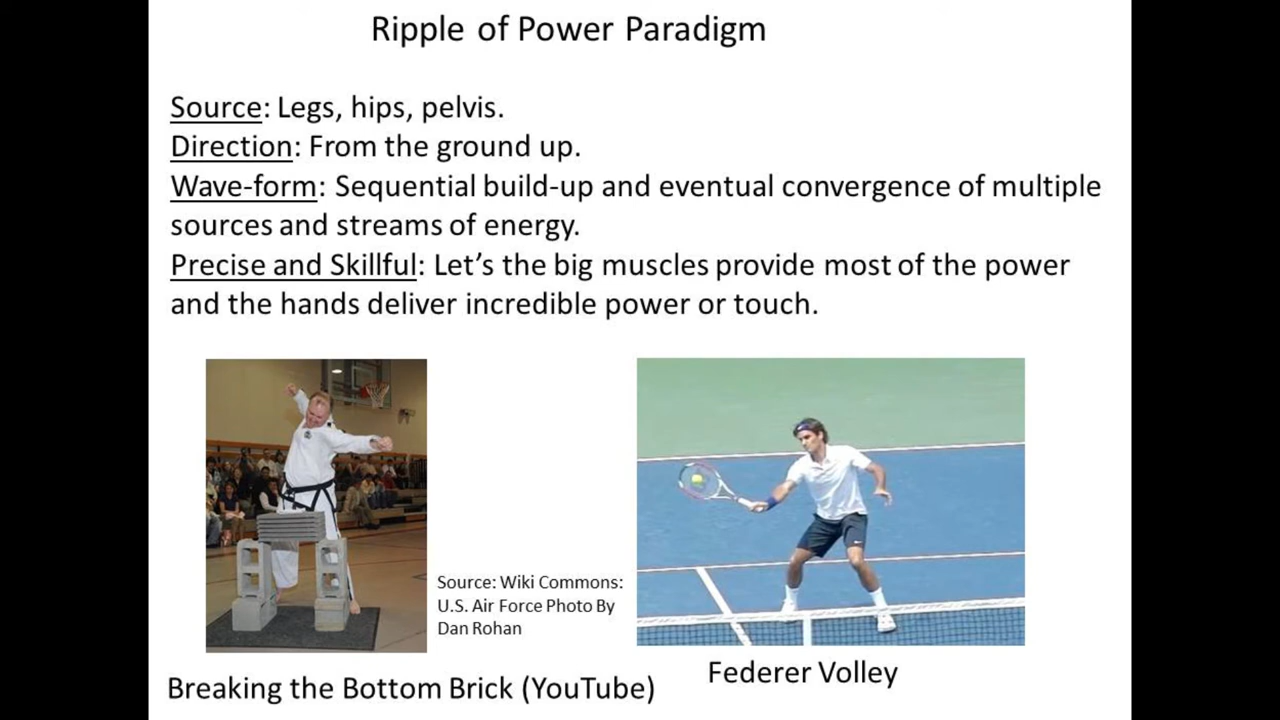 Ripple of Power Paradigm
Source: Legs, hips, pelvis.
Direction: From the ground up.
Wave-form: Sequential build-up and eventual convergence of multiple
sources and streams of energy.
Precise and Skillful: Let's the big muscles provide most of the power
and the hands deliver incredible power or touch.
Source: Wiki Commons:
U.S. Air Force Photo By
Dan Rohan
Breaking the Bottom Brick (YouTube)
Federer Volley